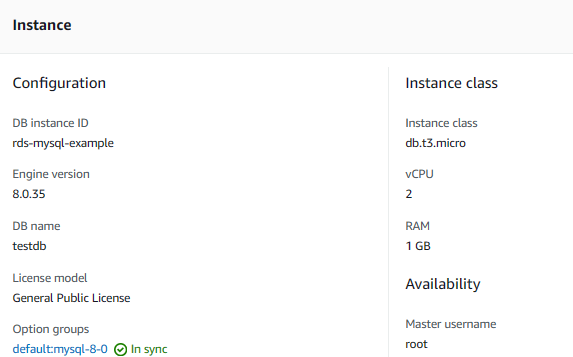 Instance
Configuration
DB instance ID
rds-mysql-example
Engine version
8.0.35
DB name
testdb
License model
General Public License
Option groups
default:mysql-8-0 In sync
Instance class
Instance class
db.t3.micro
vCPU
2
RAM
1 GB
Availability
Master username
root